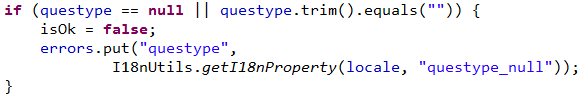 if (questype == null || questype.trim().equals("")) {
    isOk = false;
    errors.put("questype",
            I18nUtils.getI18nProperty(locale, "questype_null"));
}